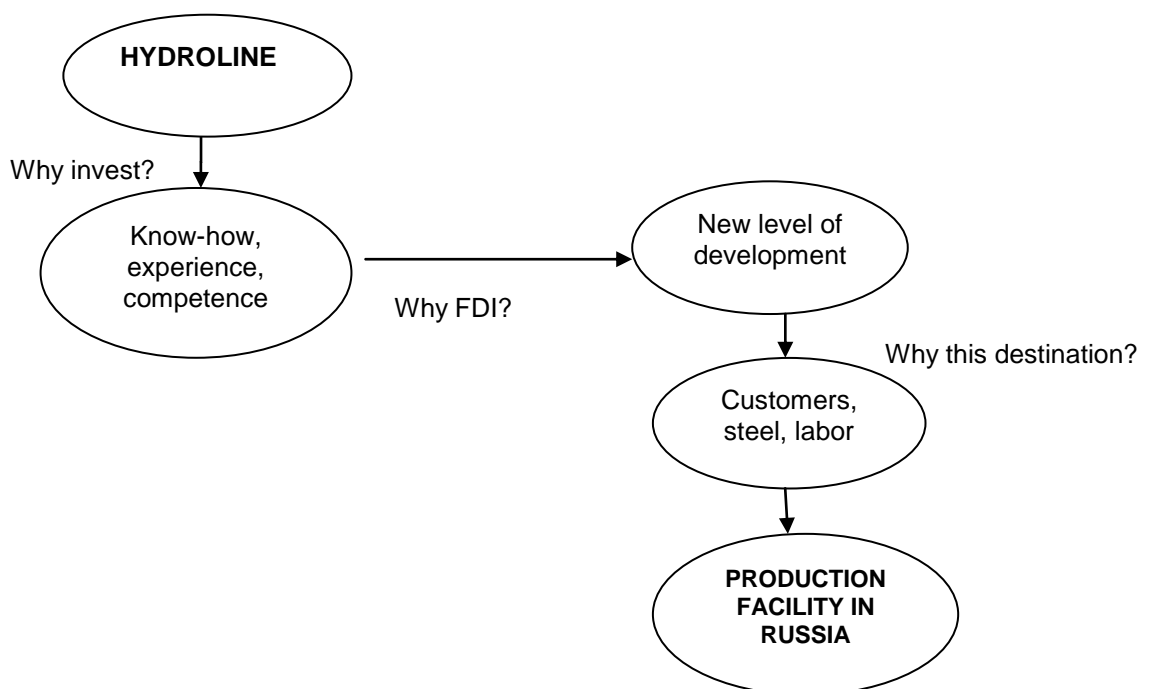 HYDROLINE
Why invest?
Know-how,
experience,
competence
Why FDI?
New level of
development
Why this destination?
Customers,
steel, labor
PRODUCTION
FACILITY IN
RUSSIA